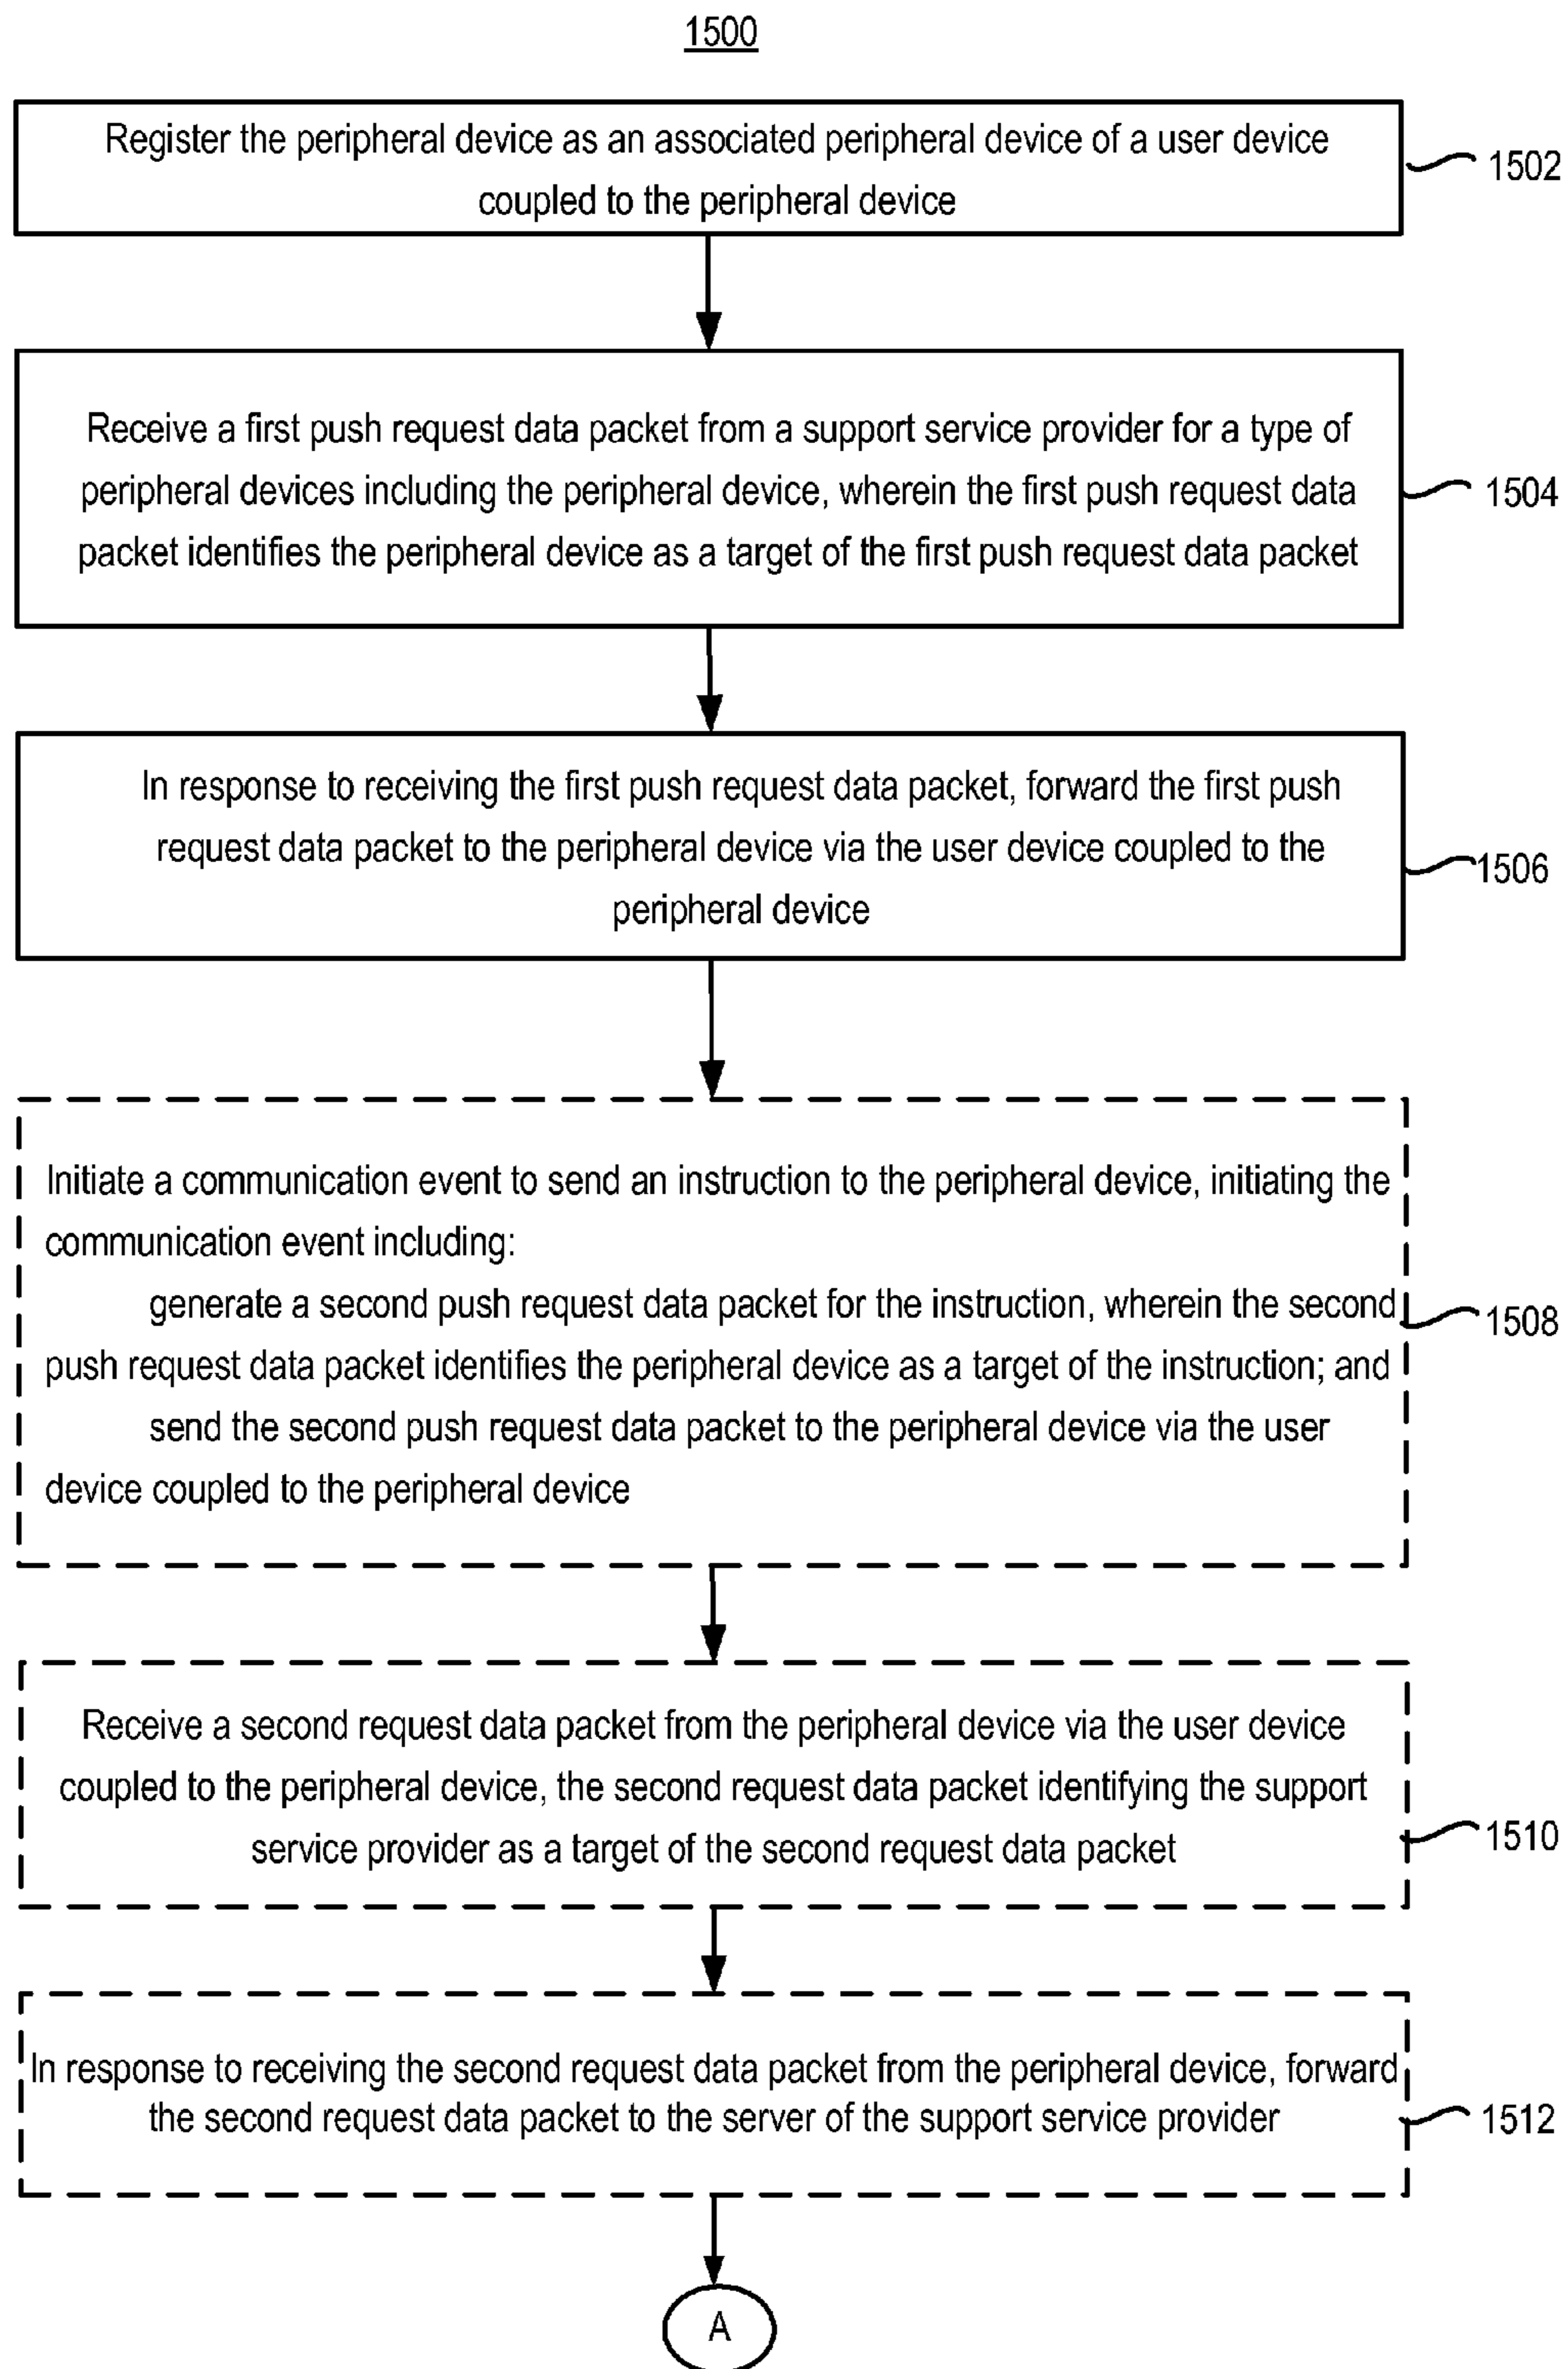 1500
Register the peripheral device as an associated peripheral device of a user device
coupled to the peripheral device
1502
Receive a first push request data packet from a support service provider for a type of
peripheral devices including the peripheral device, wherein the first push request data
packet identifies the peripheral device as a target of the first push request data packet
1504
In response to receiving the first push request data packet, forward the first push
request data packet to the peripheral device via the user device coupled to the
peripheral device
1506
Initiate a communication event to send an instruction to the peripheral device, initiating the
communication event including:
generate a second push request data packet for the instruction, wherein the second
push request data packet identifies the peripheral device as a target of the instruction; and
send the second push request data packet to the peripheral device via the user
device coupled to the peripheral device
1508
Receive a second request data packet from the peripheral device via the user device
coupled to the peripheral device, the second request data packet identifying the support
service provider as a target of the second request data packet
1510
In response to receiving the second request data packet from the peripheral device, forward
the second request data packet to the server of the support service provider
1512
A